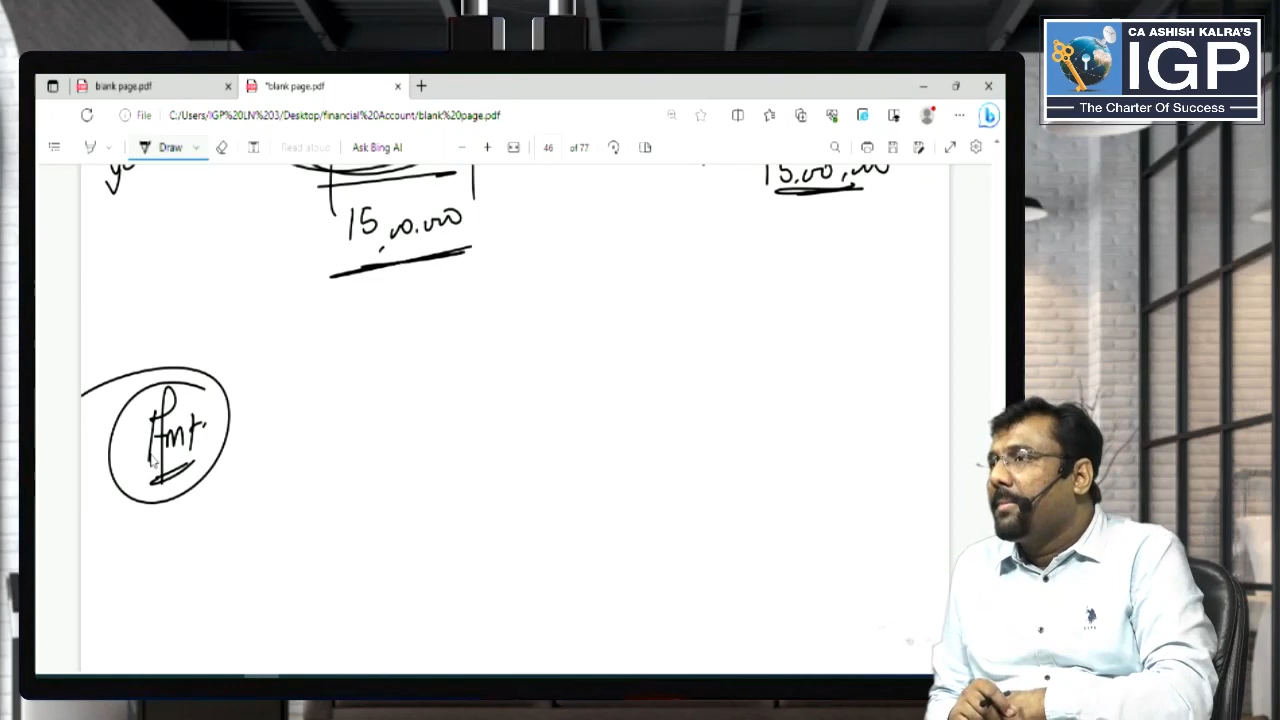 CA ASHISH KALRA'S
IGP
The Charter Of Success
blank page.pdf
*blank page.pdf
File
C:/Users/IGP%20LN%203/Desktop/financial%20Account/blank%20page.pdf
Draw
Read aloud
Ask Bing AI
46 of 77
15,00,000
15,00,000
Amt.